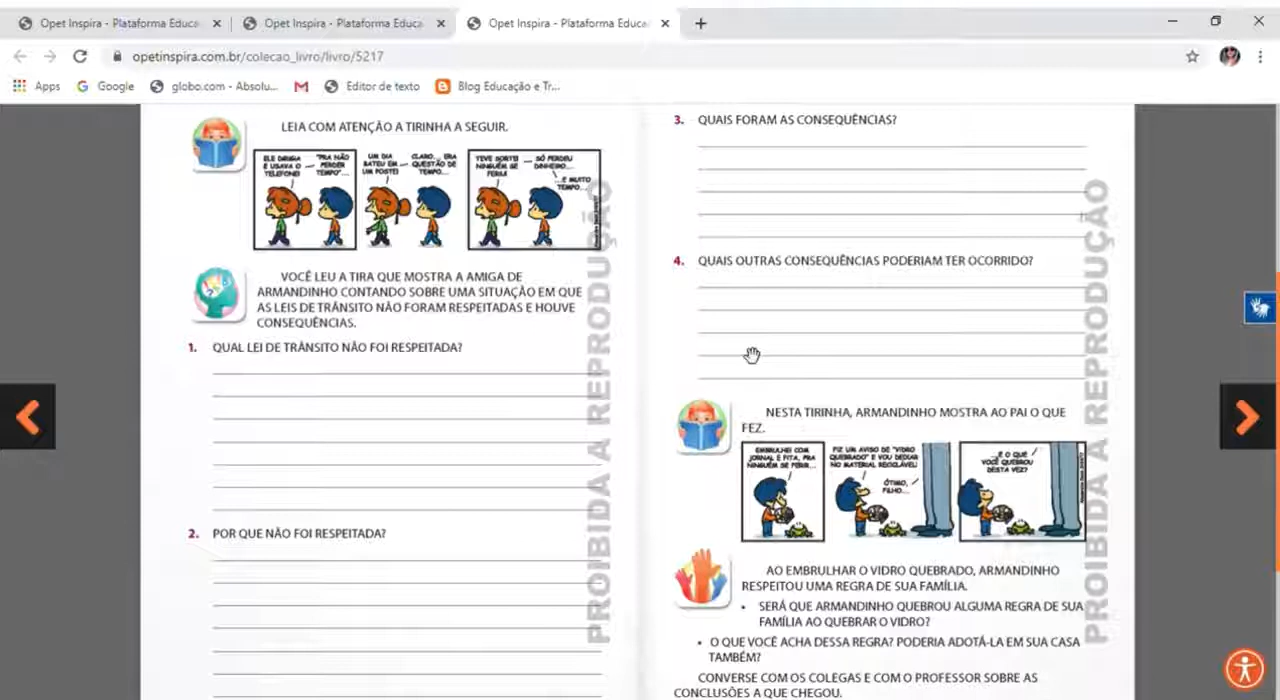 Opet Inspira - Plataforma Educa
Opet Inspira - Plataforma Educa
Opet Inspira - Plataforma Educa
opetinspira.com.br/colecao_livro/livro/5217
Apps
Google
globo.com - Absolu...
Editor de texto
Blog Educação e Tr...
LEIA COM ATENÇÃO A TIRINHA A SEGUIR.
ELE DIRIGIA
E USAVA O
TELEFONE!
"PRA NÃO
PERDER
TEMPO"...
UM DIA
BATEU EM
UM POSTE!
CLARO... ERA
QUESTÃO DE
TEMPO...
TEVE SORTE!
NINGUÉM SE
FERIU!
SÓ PERDEU
DINHEIRO...
...E MUITO
TEMPO...
VOCÊ LEU A TIRA QUE MOSTRA A AMIGA DE
ARMANDINHO CONTANDO SOBRE UMA SITUAÇÃO EM QUE
AS LEIS DE TRÂNSITO NÃO FORAM RESPEITADAS E HOUVE
CONSEQUÊNCIAS.
1. QUAL LEI DE TRÂNSITO NÃO FOI RESPEITADA?
2. POR QUE NÃO FOI RESPEITADA?
PROIBIDA A REPRODUÇÃO
3. QUAIS FORAM AS CONSEQUÊNCIAS?
4. QUAIS OUTRAS CONSEQUÊNCIAS PODERIAM TER OCORRIDO?
NESTA TIRINHA, ARMANDINHO MOSTRA AO PAI O QUE
FEZ.
EMBRULHEI COM
JORNAL E FITA, PRA
NINGUÉM SE FERIR...
FIZ UM AVISO DE "VIDRO
QUEBRADO" E VOU DEIXAR
NO MATERIAL RECICLÁVEL!
ÓTIMO,
FILHO...
...E O QUE
VOCÊ QUEBROU
DESTA VEZ?
AO EMBRULHAR O VIDRO QUEBRADO, ARMANDINHO
RESPEITOU UMA REGRA DE SUA FAMÍLIA.
• SERÁ QUE ARMANDINHO QUEBROU ALGUMA REGRA DE SUA
FAMÍLIA AO QUEBRAR O VIDRO?
• O QUE VOCÊ ACHA DESSA REGRA? PODERIA ADOTÁ-LA EM SUA CASA
TAMBÉM?
CONVERSE COM OS COLEGAS E COM O PROFESSOR SOBRE AS
CONCLUSÕES A QUE CHEGOU.
PROIBIDA A REPRODUÇÃO